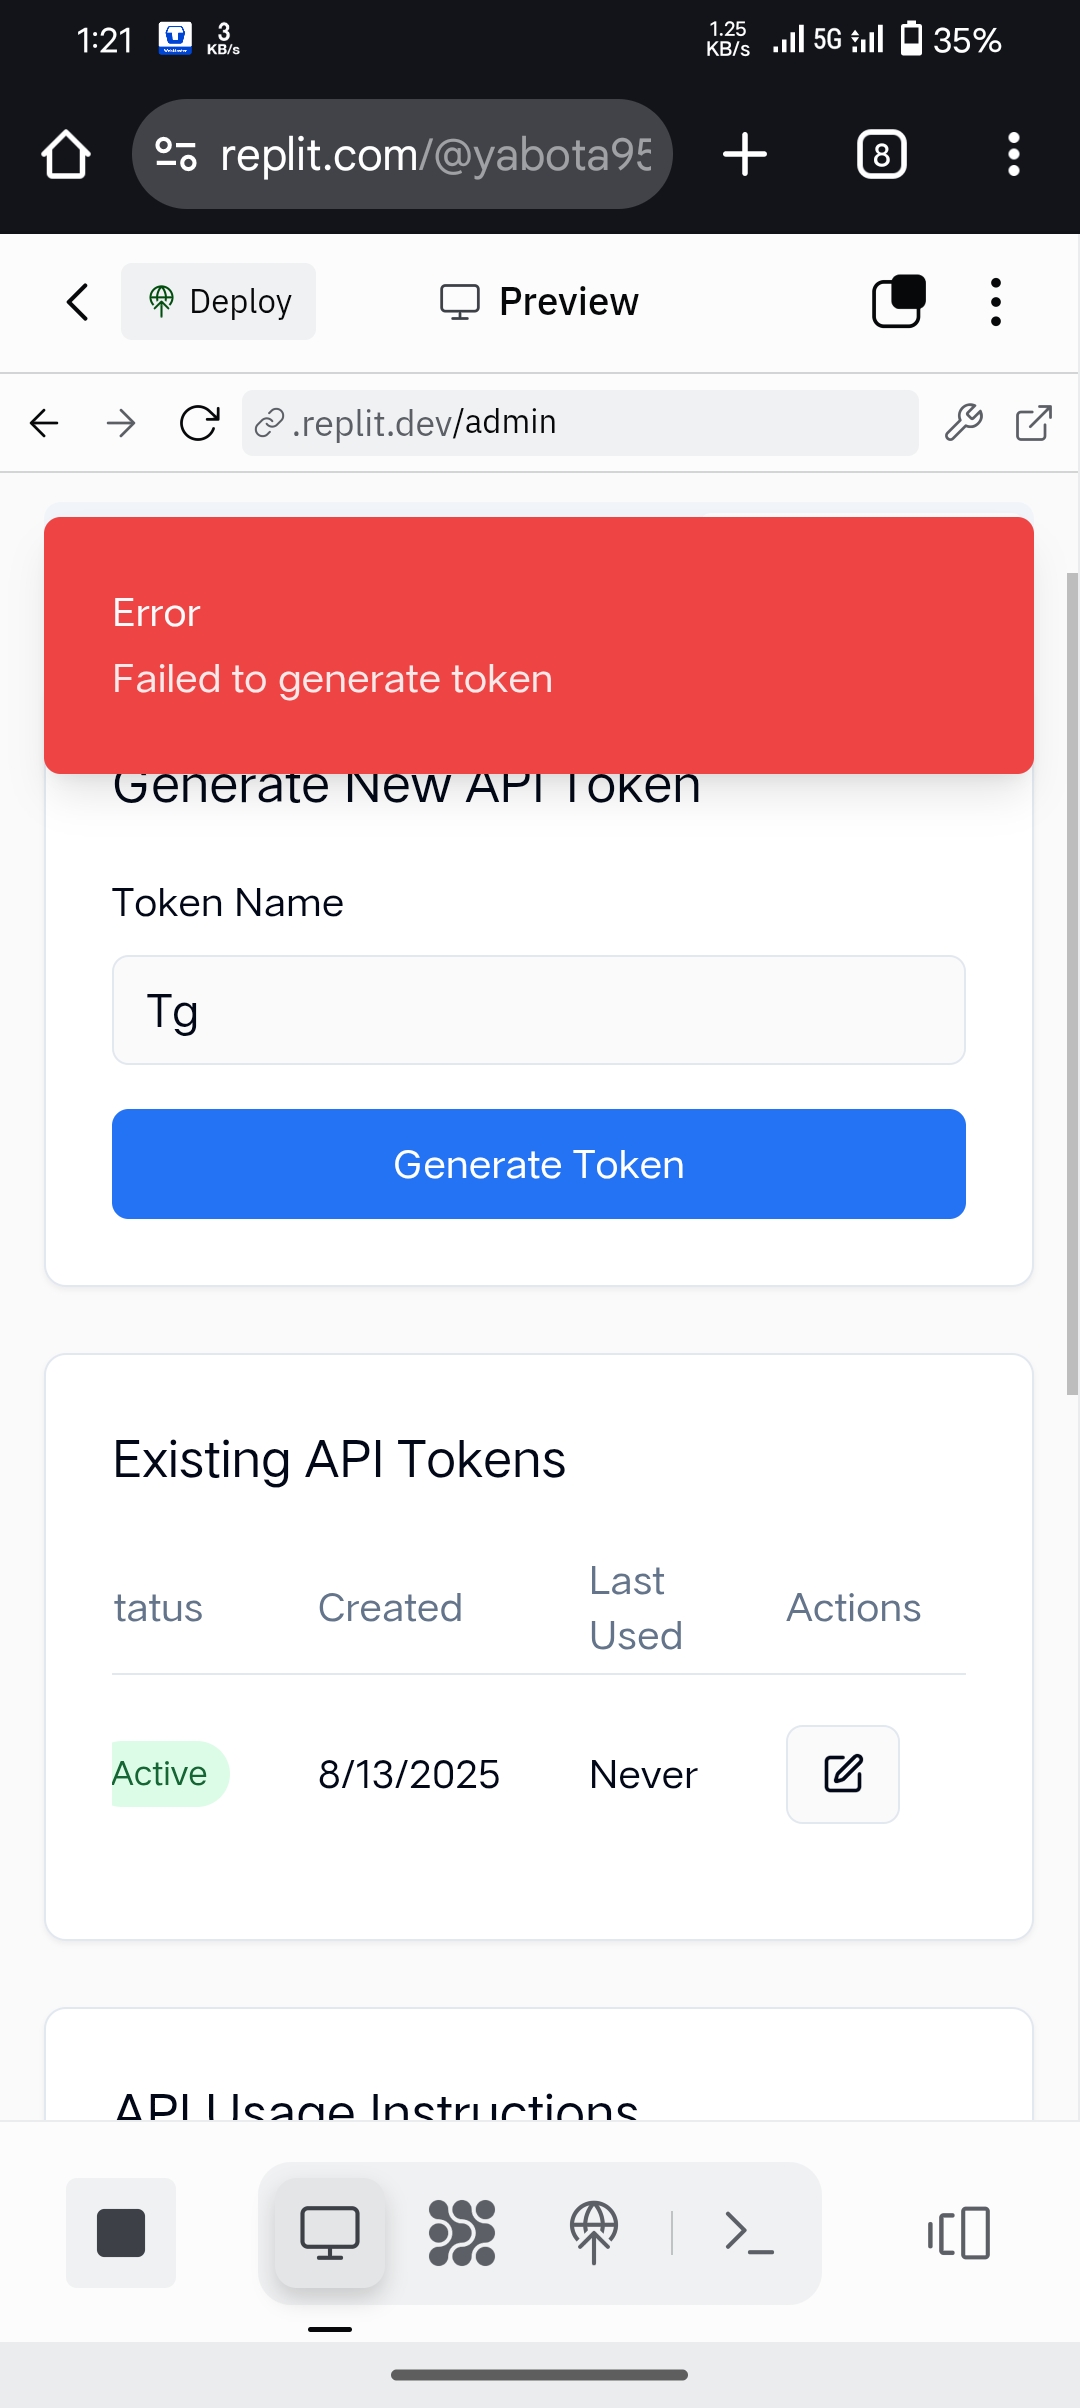 1:21
3
KB/s
1.25
KB/s
5G
35%
replit.com/@yabota95
8
Deploy
Preview
.replit.dev/admin
Error
Failed to generate token
Generate New API Token
Token Name
Tg
Generate Token
Existing API Tokens
tatus
Created
Last
Used
Actions
Active
8/13/2025
Never
API Usage Instructions